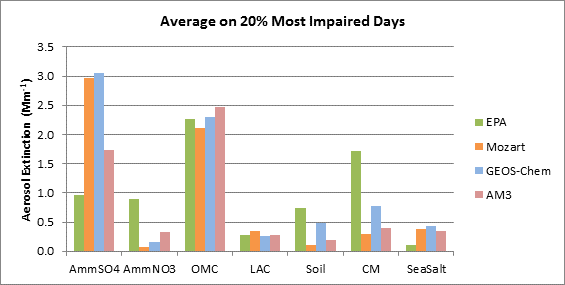 Average on 20% Most Impaired Days
Aerosol Extinction (Mm-1)
3.5
3.0
2.5
2.0
1.5
1.0
0.5
0.0
AmmSO4 AmmNO3 OMC LAC Soil CM SeaSalt
EPA
Mozart
GEOS-Chem
AM3